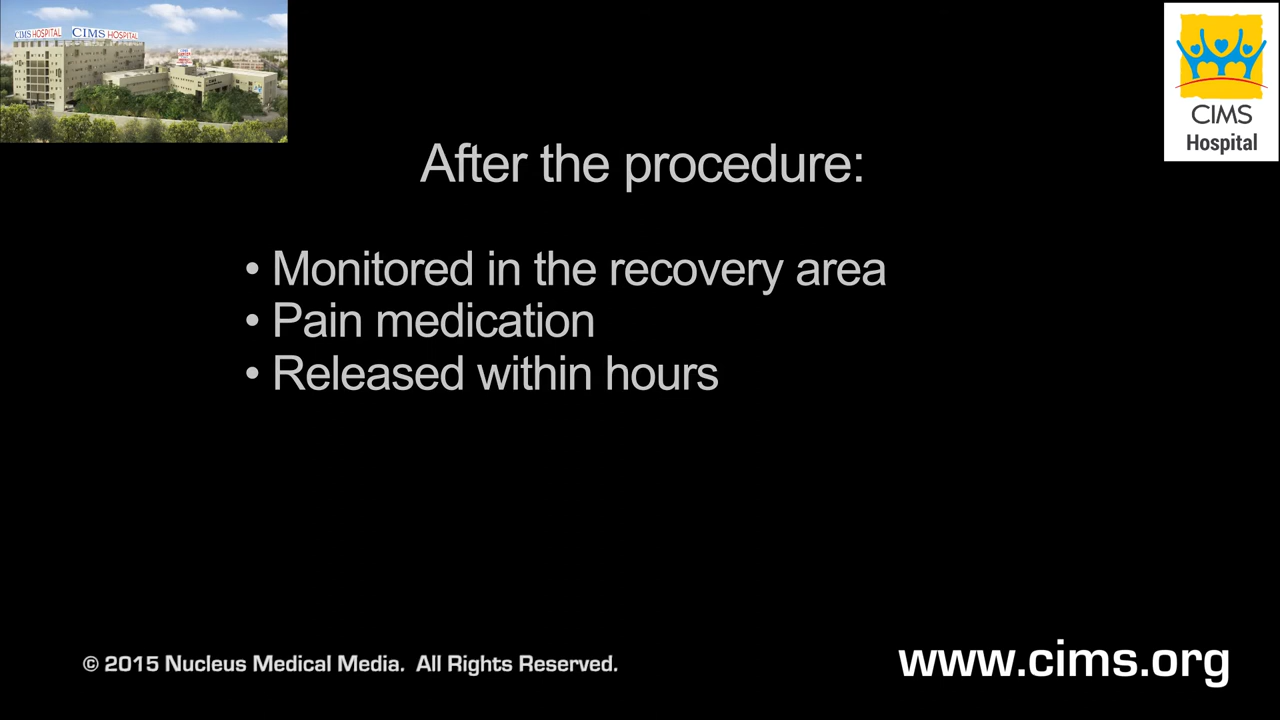 CIMS HOSPITAL CIMS HOSPITAL
CIMS
Hospital
After the procedure:
• Monitored in the recovery area
• Pain medication
• Released within hours
© 2015 Nucleus Medical Media. All Rights Reserved.
www.cims.org